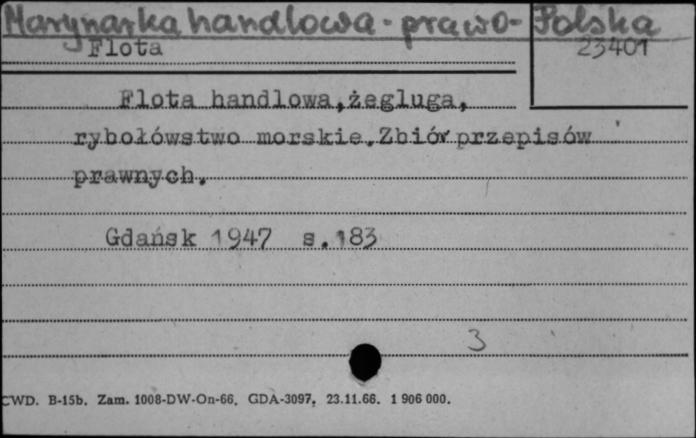 Marynarka handlowa - prawo - Polska
Flota
23401
Flota handlowa,żegluga,
rybołówstwo morskie.Zbiór przepisów
prawnych.
Gdańsk 1947 s.183
3
CWD. B-15b. Zam. 1008-DW-On-66. GDA-3097. 23.11.66. 1 906 000.